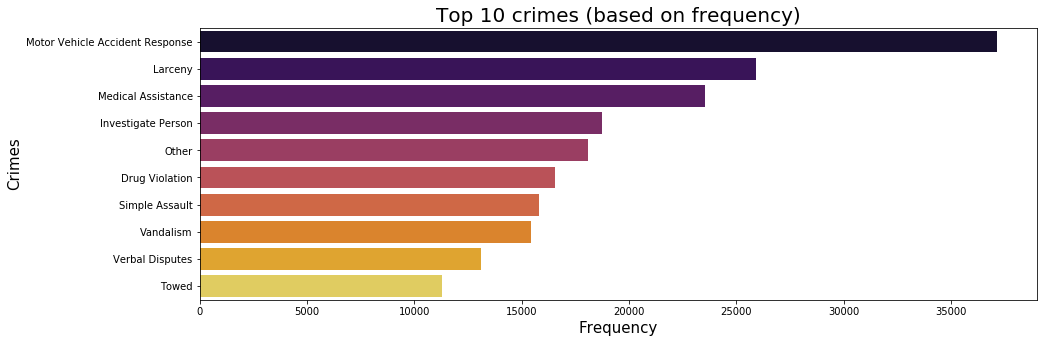 Top 10 crimes (based on frequency)
Crimes
Motor Vehicle Accident Response
Larceny
Medical Assistance
Investigate Person
Other
Drug Violation
Simple Assault
Vandalism
Verbal Disputes
Towed
0 5000 10000 15000 20000 25000 30000 35000
Frequency